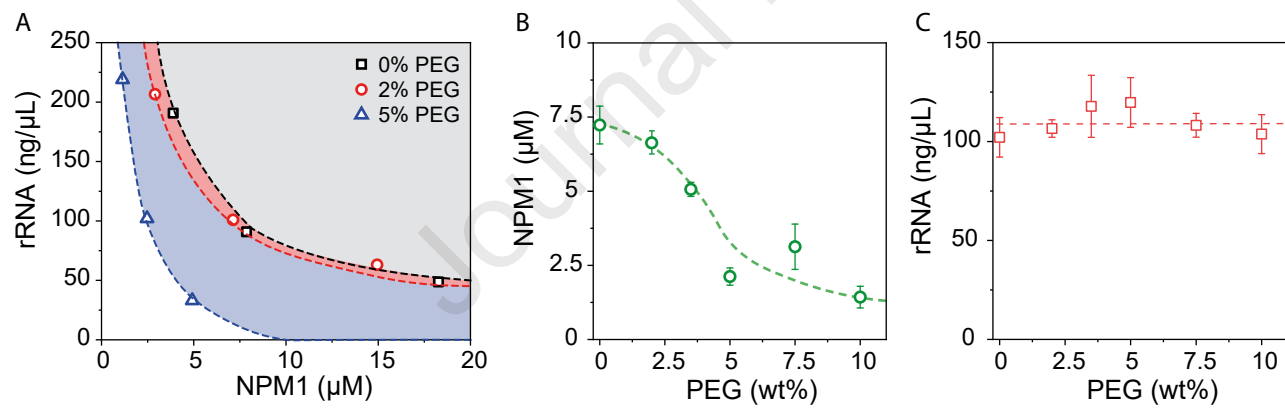 A
rRNA (ng/µL)
250
200
150
100
50
0
0 5 10 15 20
NPM1 (µM)
0% PEG
2% PEG
5% PEG
B
NPM1 (µM)
10
7.5
5
2.5
0
0 2.5 5 7.5 10
PEG (wt%)
C
rRNA (ng/µL)
150
100
50
0
0 2.5 5 7.5 10
PEG (wt%)
Journal